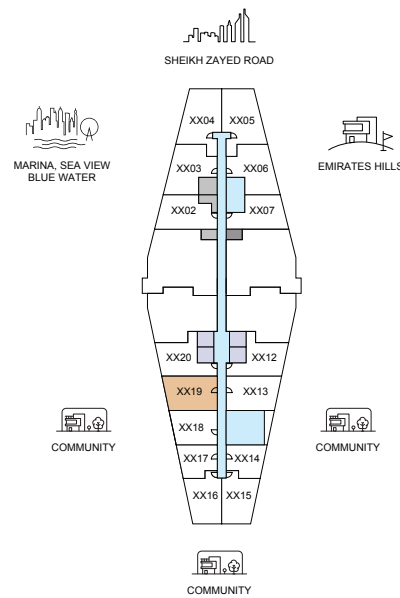 SHEIKH ZAYED ROAD
MARINA, SEA VIEW
BLUE WATER
EMIRATES HILLS
XX04 XX05
XX03 XX06
XX02 XX07
XX20 XX12
XX19 XX13
XX18
XX17 XX14
XX16 XX15
COMMUNITY
COMMUNITY
COMMUNITY